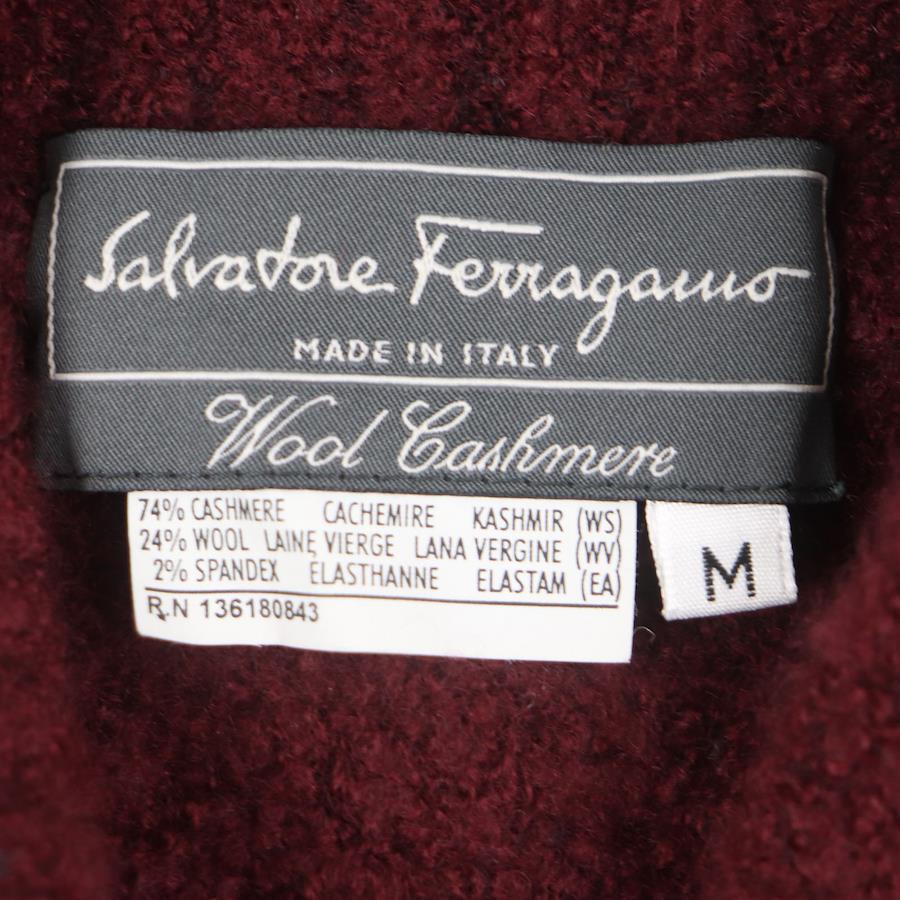 Salvatore Ferragamo
MADE IN ITALY
Wool Cashmere
74% CASHMERE CACHEMIRE KASHMIR (WS)
24% WOOL LAINE VIERGE LANA VERGINE (WV)
2% SPANDEX ELASTHANNE ELASTAM (EA)
R.N 136180843
M